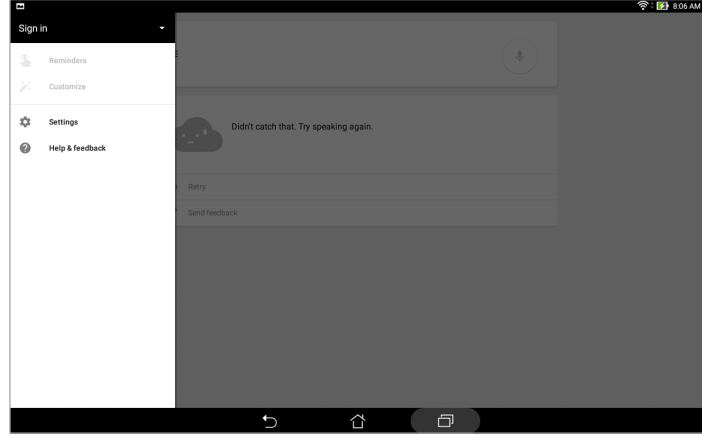 8:06 AM
Sign in
Reminders
Customize
Settings
Help & feedback
Didn't catch that. Try speaking again.
Retry
Send feedback